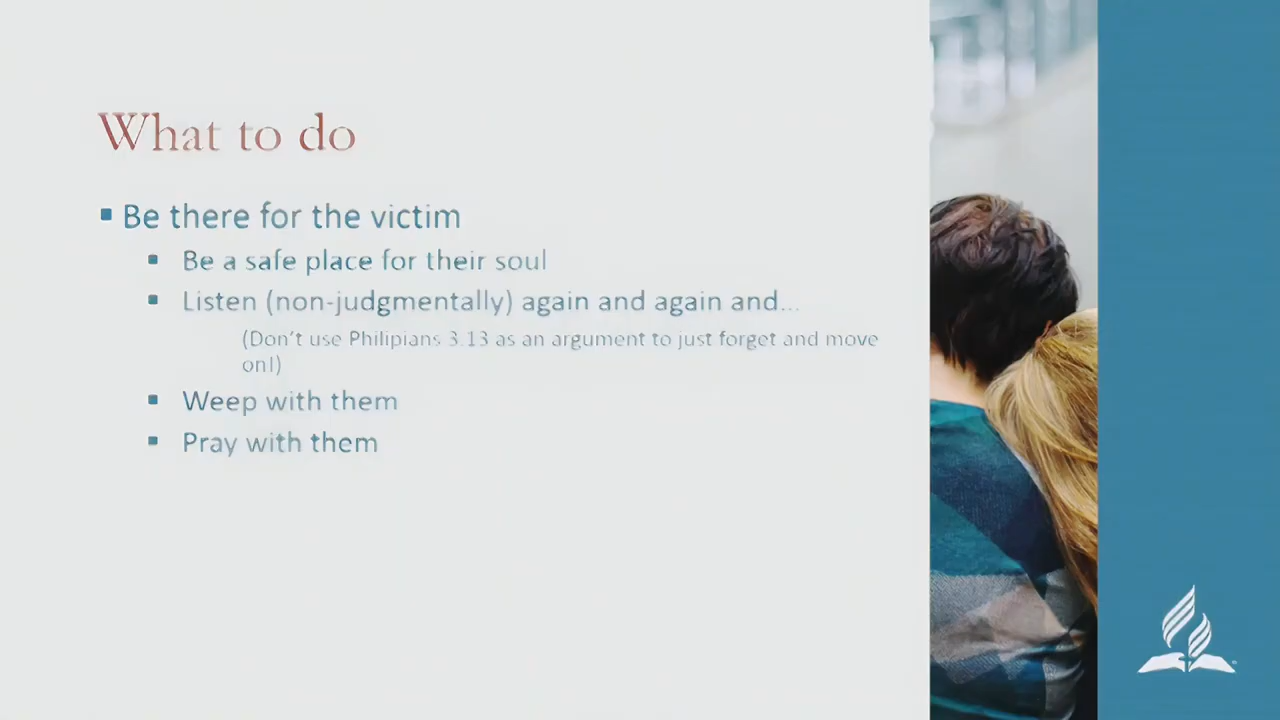 What to do
Be there for the victim
Be a safe place for their soul
Listen (non-judgmentally) again and again and...
(Don't use Philipians 3.13 as an argument to just forget and move
on!)
Weep with them
Pray with them